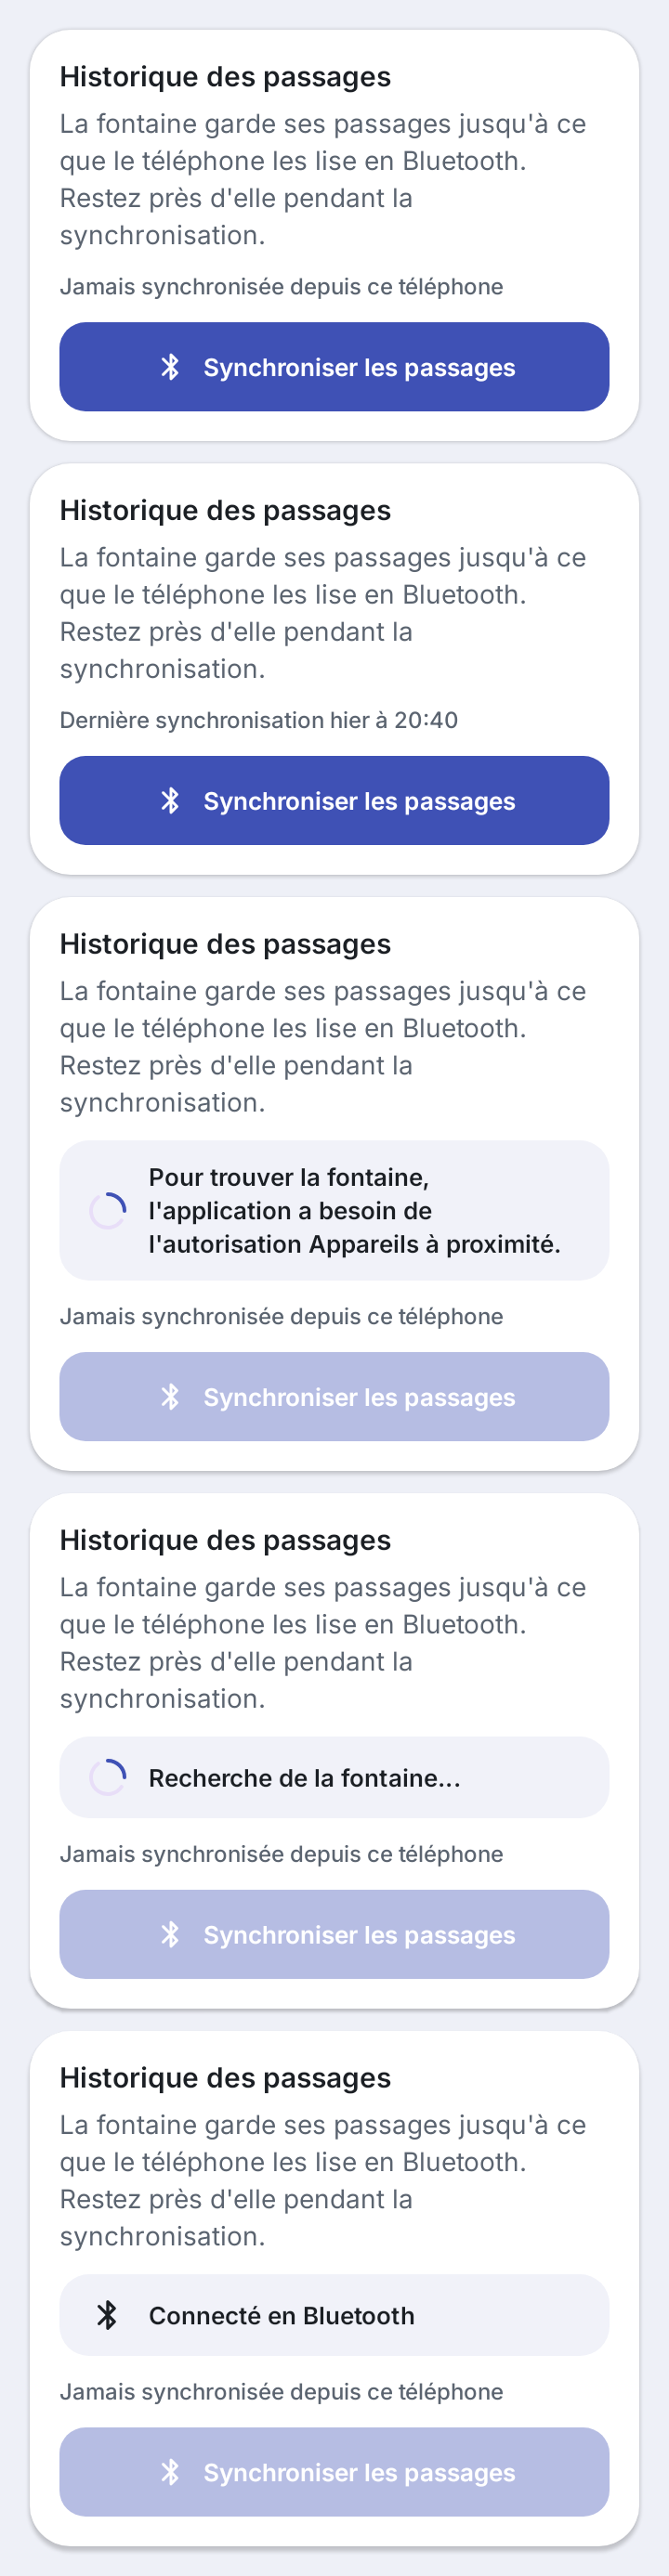 Historique des passages
La fontaine garde ses passages jusqu'à ce
que le téléphone les lise en Bluetooth.
Restez près d'elle pendant la
synchronisation.
Jamais synchronisée depuis ce téléphone
Synchroniser les passages
Historique des passages
La fontaine garde ses passages jusqu'à ce
que le téléphone les lise en Bluetooth.
Restez près d'elle pendant la
synchronisation.
Dernière synchronisation hier à 20:40
Synchroniser les passages
Historique des passages
La fontaine garde ses passages jusqu'à ce
que le téléphone les lise en Bluetooth.
Restez près d'elle pendant la
synchronisation.
Pour trouver la fontaine,
l'application a besoin de
l'autorisation Appareils à proximité.
Jamais synchronisée depuis ce téléphone
Synchroniser les passages
Historique des passages
La fontaine garde ses passages jusqu'à ce
que le téléphone les lise en Bluetooth.
Restez près d'elle pendant la
synchronisation.
Recherche de la fontaine...
Jamais synchronisée depuis ce téléphone
Synchroniser les passages
Historique des passages
La fontaine garde ses passages jusqu'à ce
que le téléphone les lise en Bluetooth.
Restez près d'elle pendant la
synchronisation.
Connecté en Bluetooth
Jamais synchronisée depuis ce téléphone
Synchroniser les passages